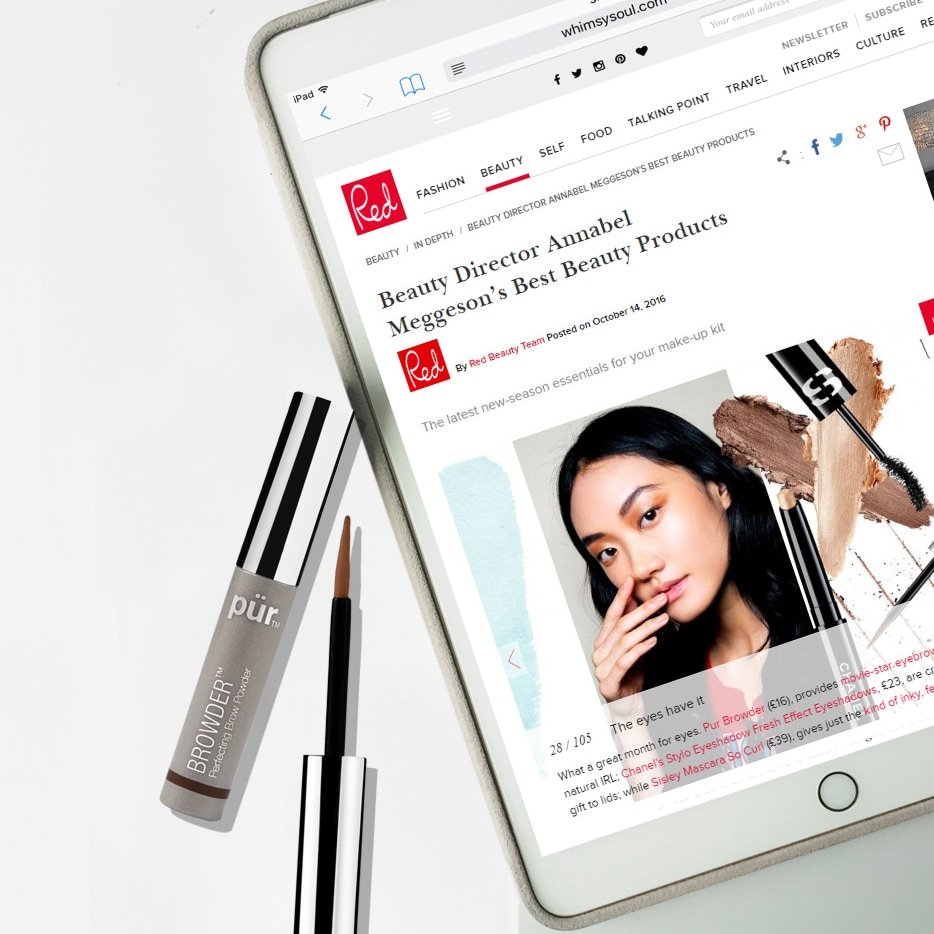 whimsysoul.com
iPad
Your email address
NEWSLETTER | SUBSCRIBE
FASHION BEAUTY SELF FOOD TALKING POINT TRAVEL INTERIORS CULTURE RE
Red
BEAUTY / IN DEPTH / BEAUTY DIRECTOR ANNABEL MEGGESON'S BEST BEAUTY PRODUCTS
Beauty Director Annabel
Meggeson's Best Beauty Products
Red
By Red Beauty Team Posted on October 14, 2016
The latest new-season essentials for your make-up kit
28 / 105
The eyes have it
What a great month for eyes. Pur Browder (£16), provides movie-star eyebrow
natural IRL; Chanel's Stylo Eyeshadow Fresh Effect Eyeshadows, £23, are cr
gift to lids; while Sisley Mascara So Curl (£39), gives just the kind of inky, fe
pür™
BROWDER™
Perfecting Brow Powder